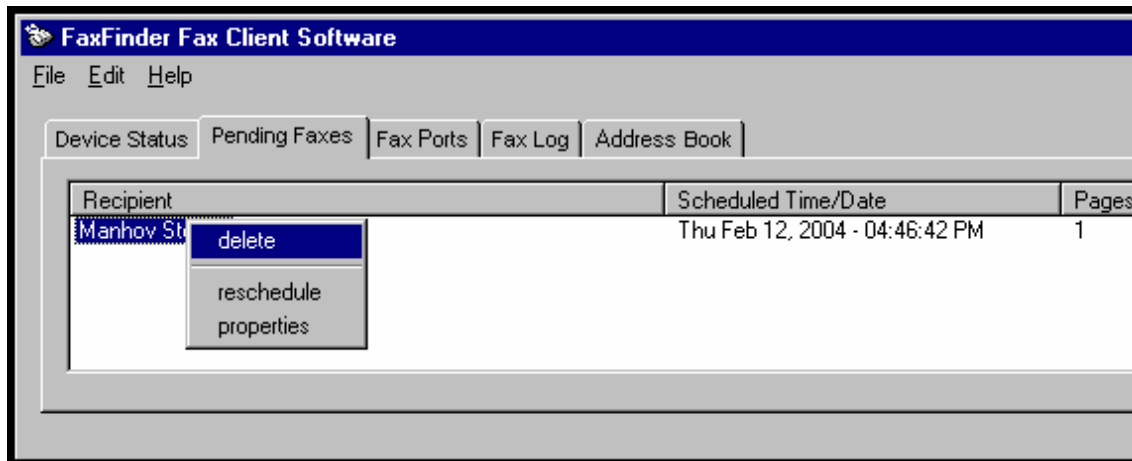 FaxFinder Fax Client Software
File Edit Help
Device Status Pending Faxes Fax Ports Fax Log Address Book
Recipient Scheduled Time/Date Pages
Manhov Thu Feb 12, 2004 - 04:46:42 PM 1
delete
reschedule
properties